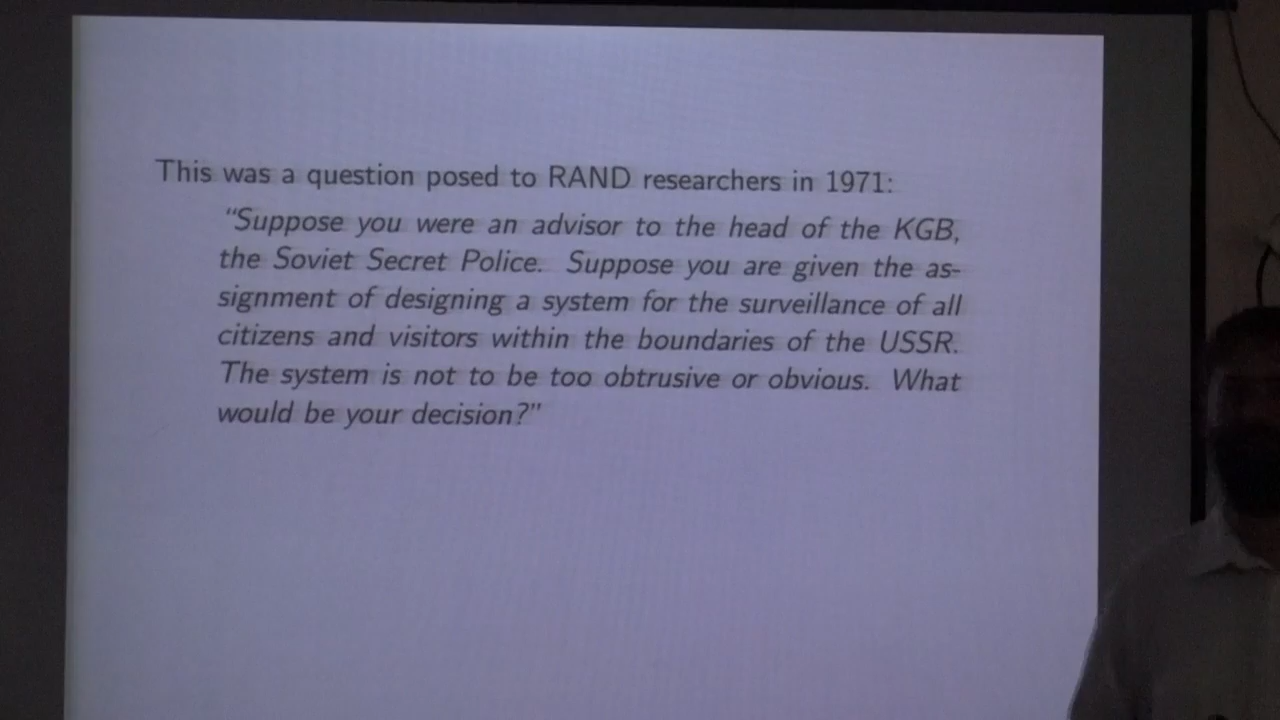 This was a question posed to RAND researchers in 1971:
"Suppose you were an advisor to the head of the KGB,
the Soviet Secret Police. Suppose you are given the as-
signment of designing a system for the surveillance of all
citizens and visitors within the boundaries of the USSR.
The system is not to be too obtrusive or obvious. What
would be your decision?"